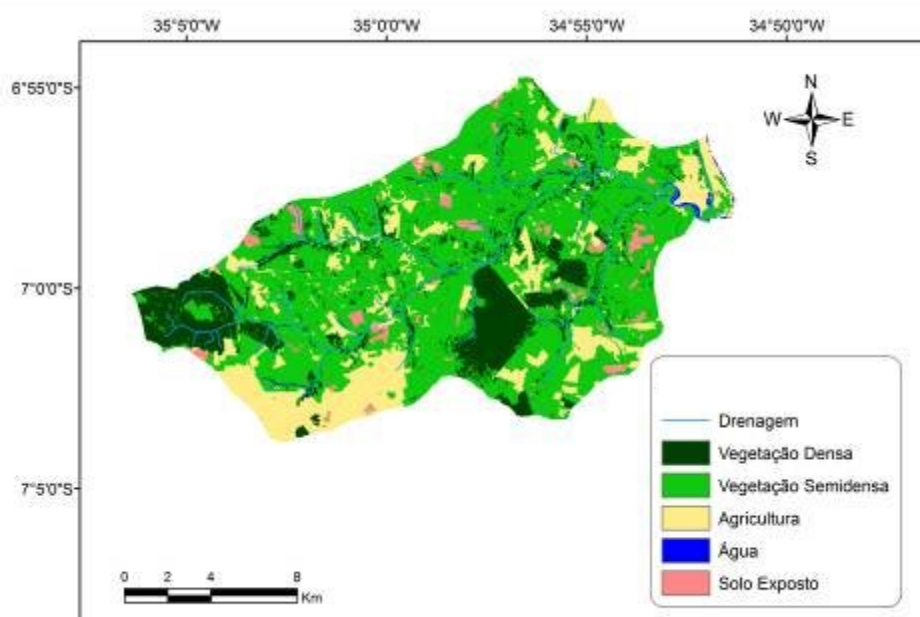 35°5'0"W 35°0'0"W 34°55'0"W 34°50'0"W
6°55'0"S
N
W E
S
7°0'0"S
7°5'0"S
Drenagem
Vegetação Densa
Vegetação Semidensa
Agricultura
Água
Solo Exposto
0 2 4 8
Km